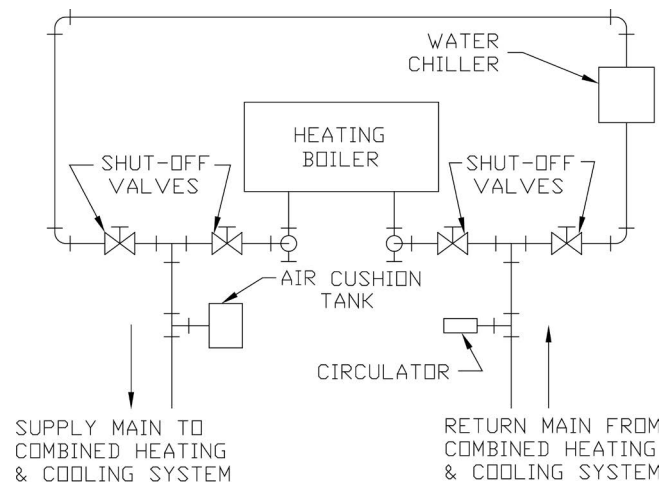 WATER
CHILLER
HEATING
BOILER
SHUT-OFF
VALVES
SHUT-OFF
VALVES
AIR CUSHION
TANK
CIRCULATOR
SUPPLY MAIN TO
COMBINED HEATING
& COOLING SYSTEM
RETURN MAIN FROM
COMBINED HEATING
& COOLING SYSTEM